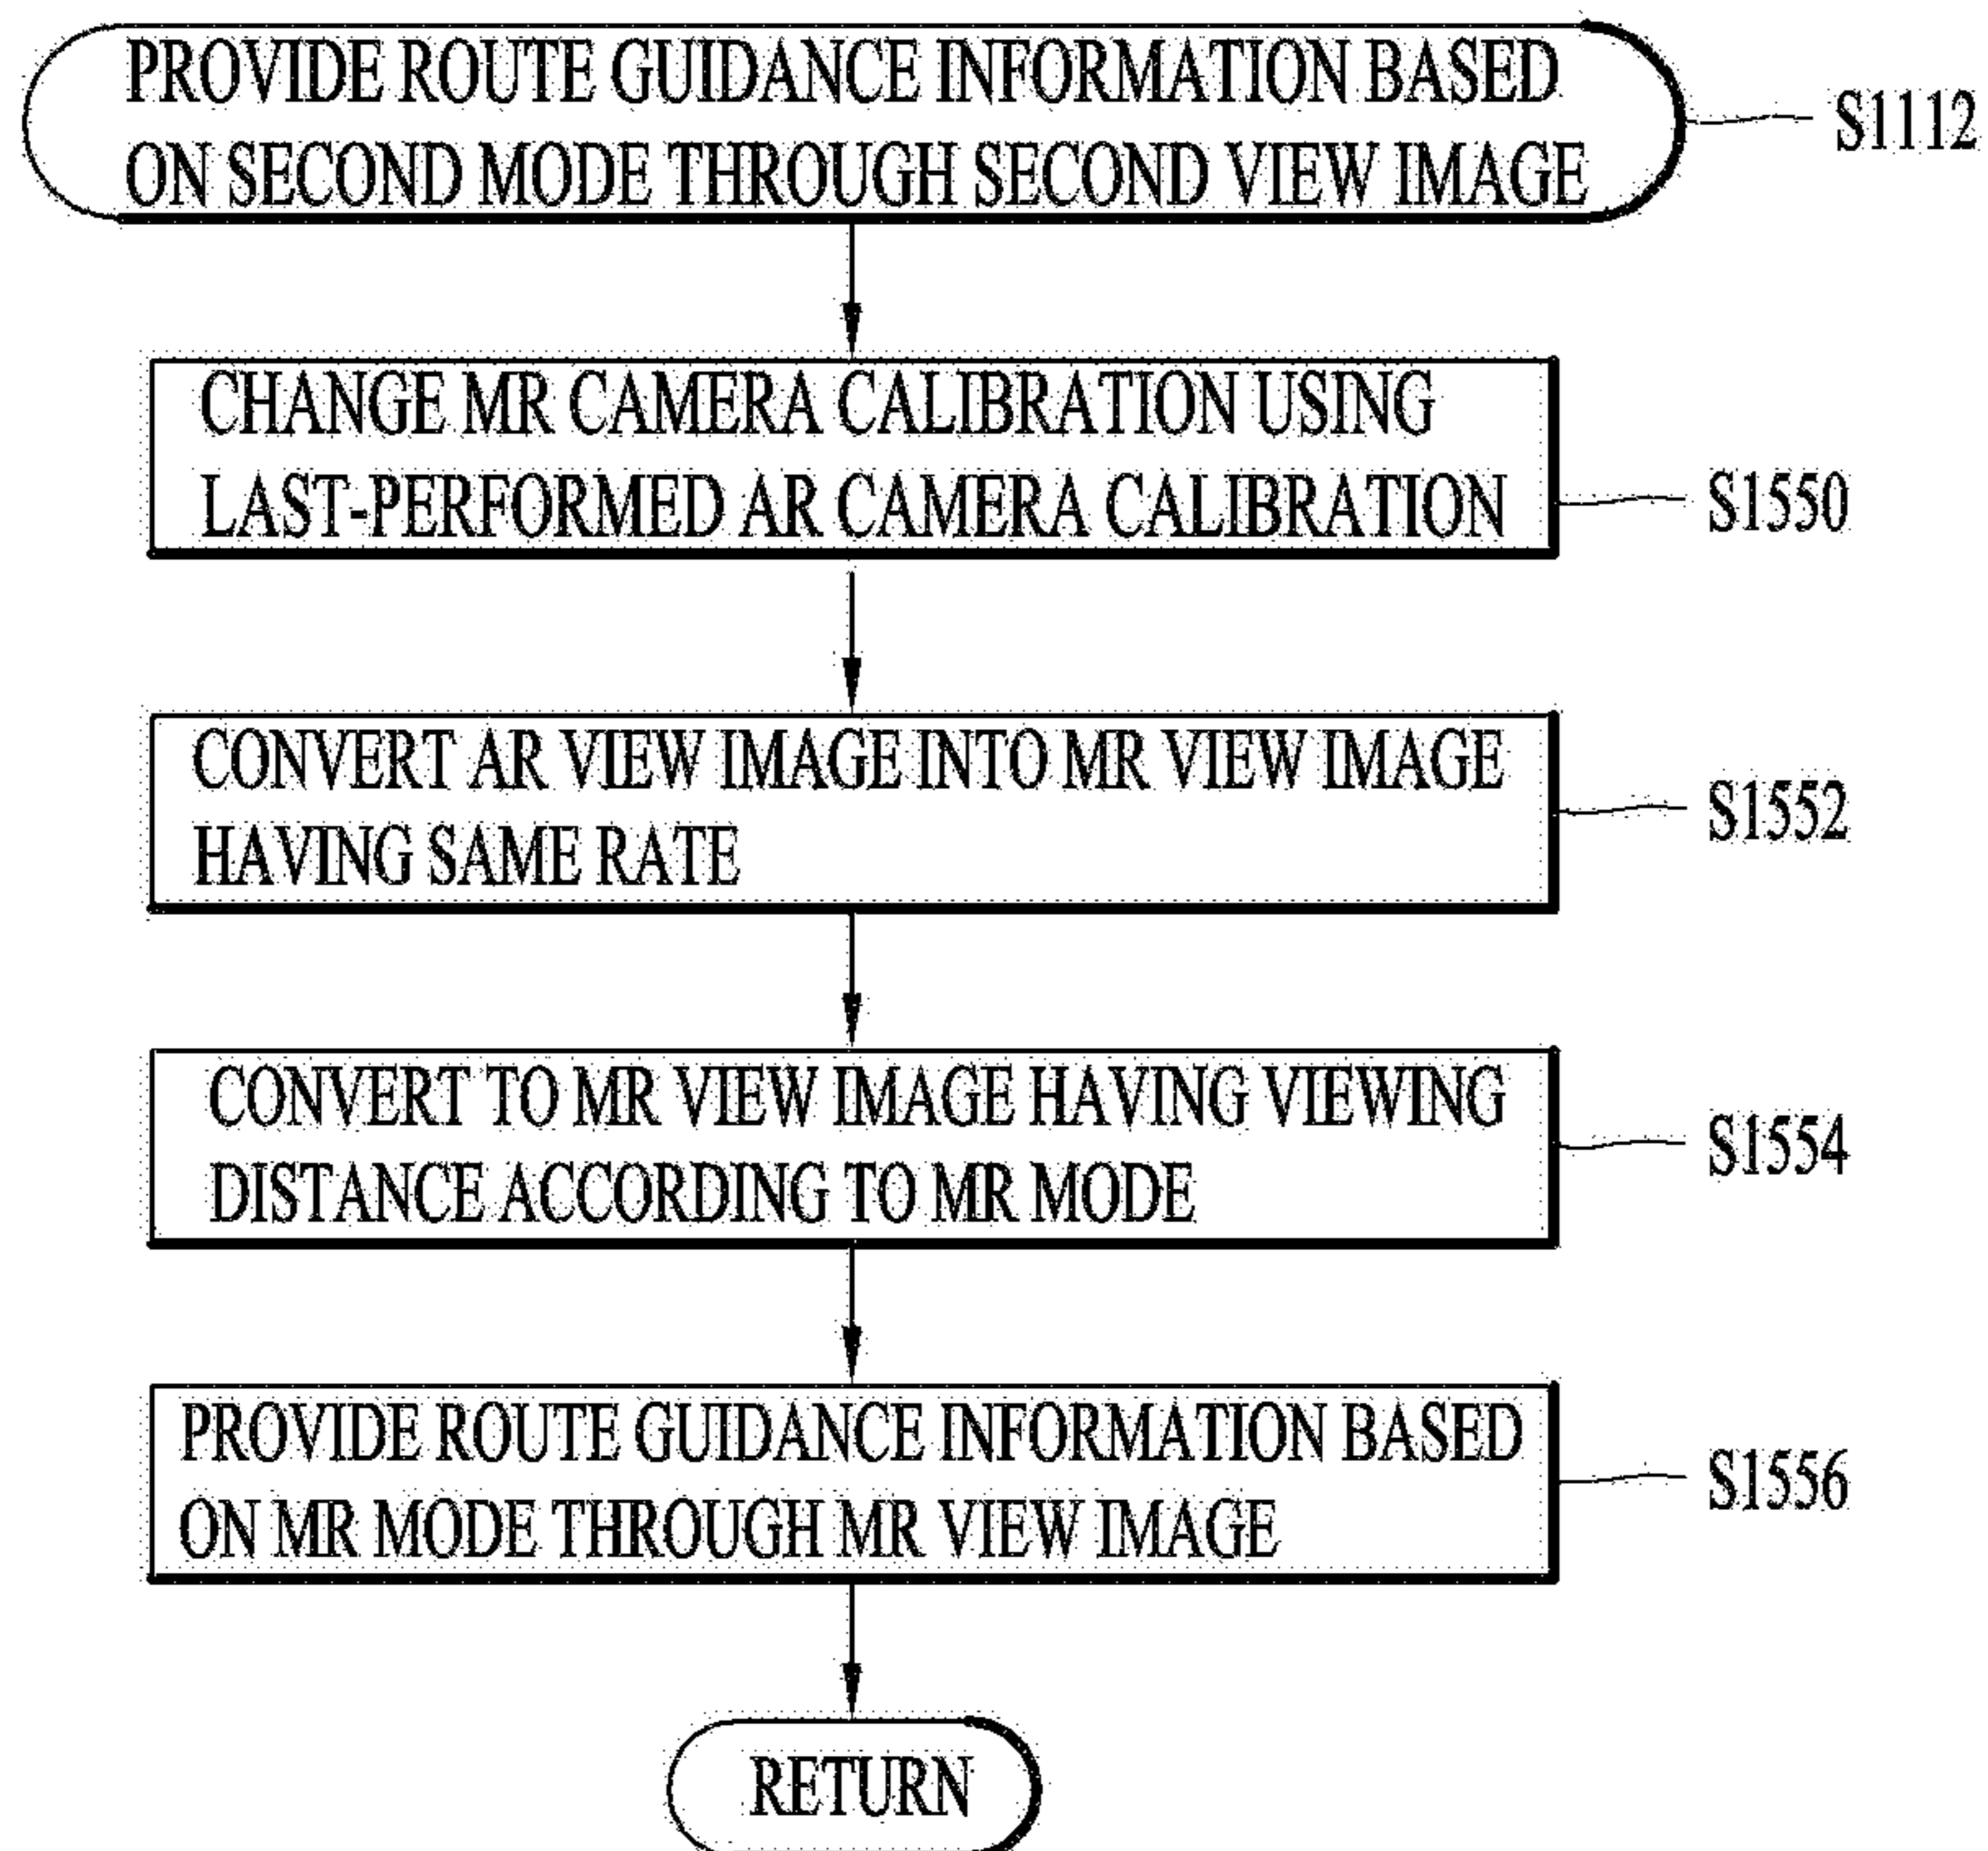 PROVIDE ROUTE GUIDANCE INFORMATION BASED
ON SECOND MODE THROUGH SECOND VIEW IMAGE
S1112
CHANGE MR CAMERA CALIBRATION USING
LAST-PERFORMED AR CAMERA CALIBRATION
S1550
CONVERT AR VIEW IMAGE INTO MR VIEW IMAGE
HAVING SAME RATE
S1552
CONVERT TO MR VIEW IMAGE HAVING VIEWING
DISTANCE ACCORDING TO MR MODE
S1554
PROVIDE ROUTE GUIDANCE INFORMATION BASED
ON MR MODE THROUGH MR VIEW IMAGE
S1556
RETURN